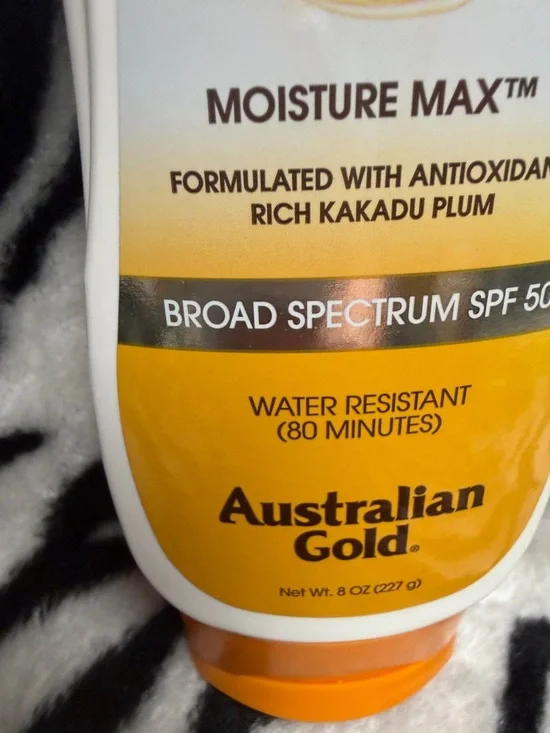 MOISTURE MAX™
FORMULATED WITH ANTIOXIDAN
RICH KAKADU PLUM
BROAD SPECTRUM SPF 50
WATER RESISTANT
(80 MINUTES)
Australian
Gold®
Net Wt. 8 OZ (227 g)